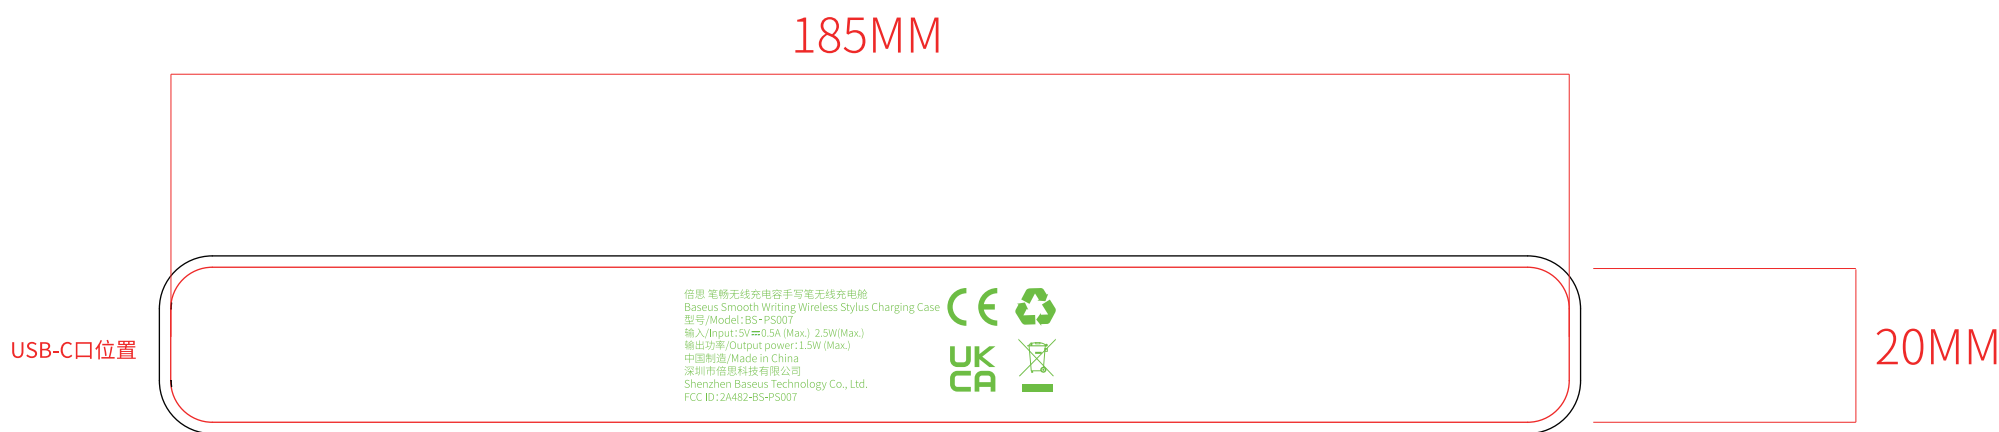 185MM
倍思 笔畅无线充电容手写笔无线充电舱
Baseus Smooth Writing Wireless Stylus Charging Case
型号/Model:BS-PS007
输入/Input:5V⎓0.5A (Max.) 2.5W(Max.)
输出功率/Output power:1.5W (Max.)
中国制造/Made in China
深圳市倍思科技有限公司
Shenzhen Baseus Technology Co., Ltd.
FCC ID:2A482-BS-PS007
CE
UK
CA
USB-C口位置
20MM